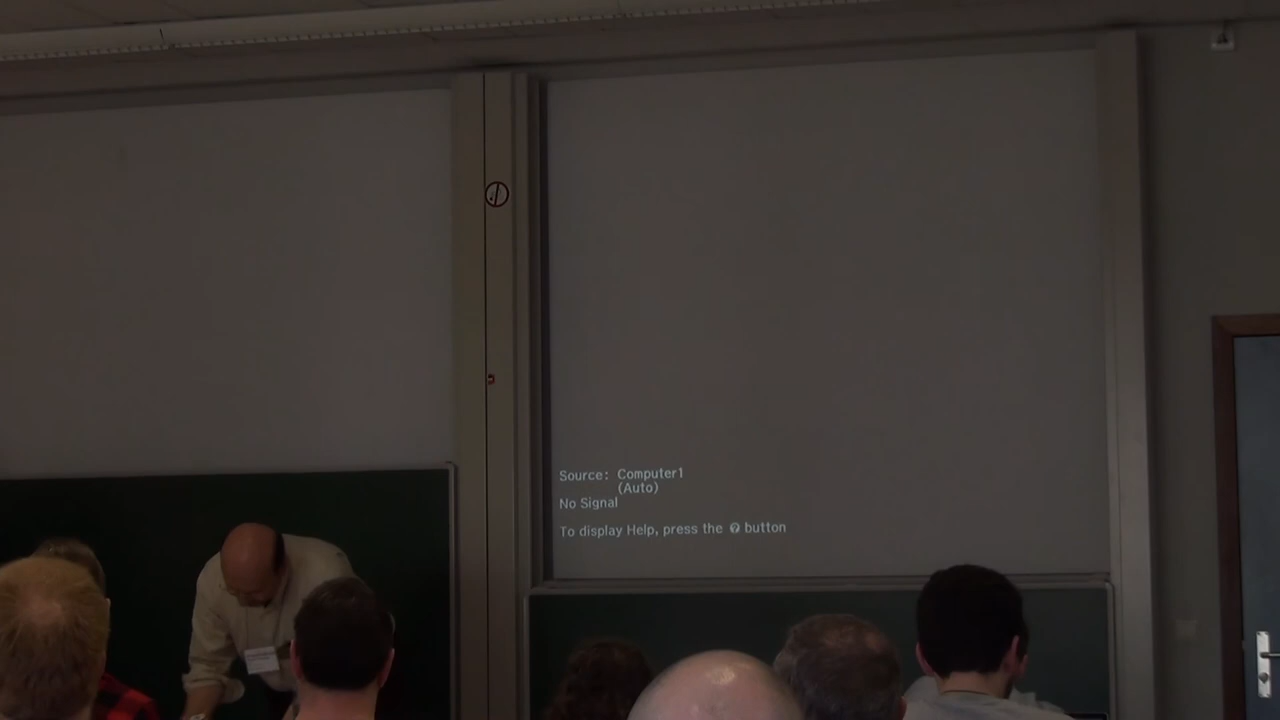 Source: Computer1
(Auto)
No Signal
To display Help, press the ? button